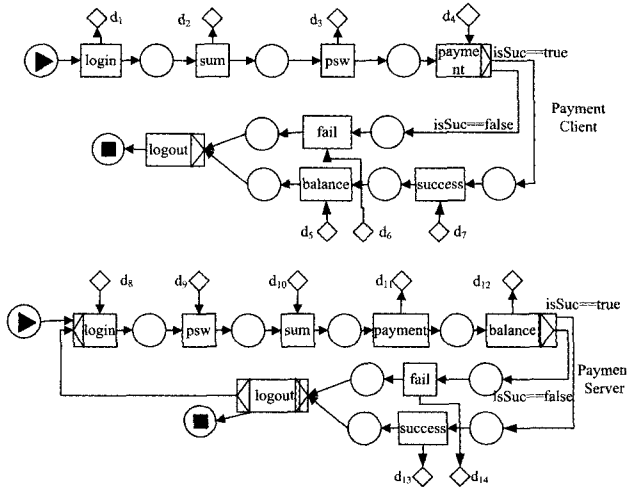 d1 d2 d3 d4
login sum psw payme
nt
isSuc==true
Payment
Client
isSuc==false
fail
logout
balance success
d5 d6 d7
d8 d9 d10 d11 d12
isSuc==true
login psw sum payment balance
fail
Paymen
Server
isSuc==false
logout
success
d13 d14